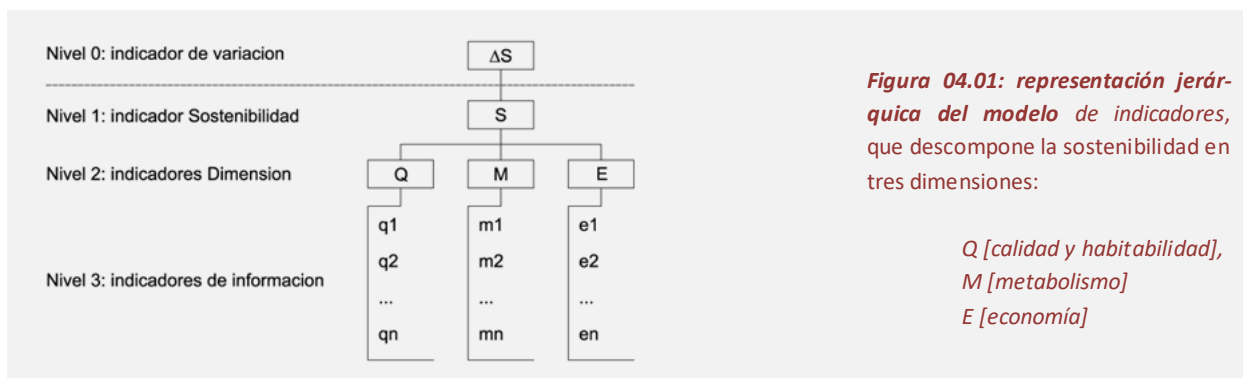 Nivel 0: indicador de variacion
ΔS
Nivel 1: indicador Sostenibilidad
S
Nivel 2: indicadores Dimension
Q M E
q1 m1 e1
q2 m2 e2
Nivel 3: indicadores de informacion
... ... ...
qn mn en
Figura 04.01: representación jerár-
quica del modelo de indicadores,
que descompone la sostenibilidad en
tres dimensiones:
Q [calidad y habitabilidad],
M [metabolismo]
E [economía]